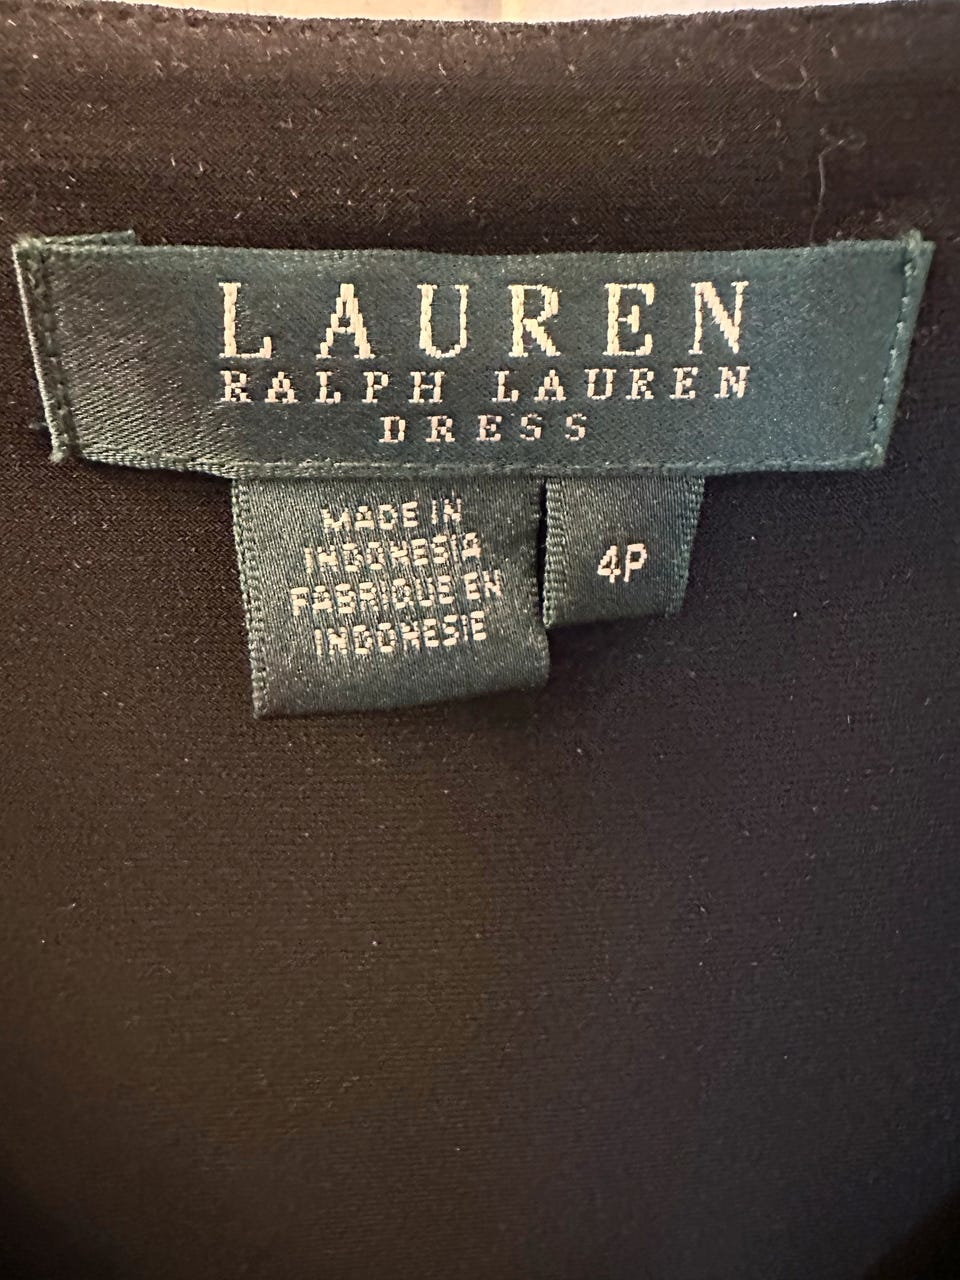 LAUREN
RALPH LAUREN
DRESS
MADE IN
INDONESIA
FABRIQUE EN
INDONESIE
4P